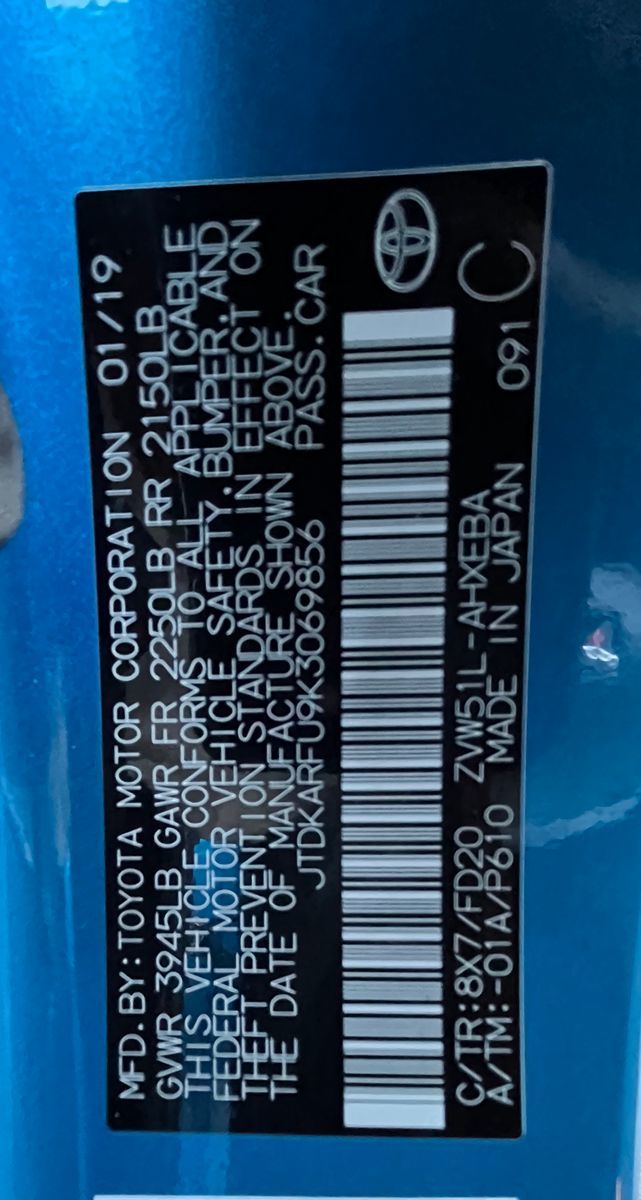 MFD.BY:TOYOTA MOTOR CORPORATION 01/19
GVWR 3945LB GAWR FR 2250LB RR 2150LB
THIS VEHICLE CONFORMS TO ALL APPLICABLE
FEDERAL MOTOR VEHICLE SAFETY,BUMPER,AND
THEFT PREVENTION STANDARDS IN EFFECT ON
THE DATE OF MANUFACTURE SHOWN ABOVE.
JTDKARFU9K3069856 PASS.CAR
C/TR:8X7/FD20 ZVW51L-AHXEBA
A/TM:-01A/P610 MADE IN JAPAN 091
C